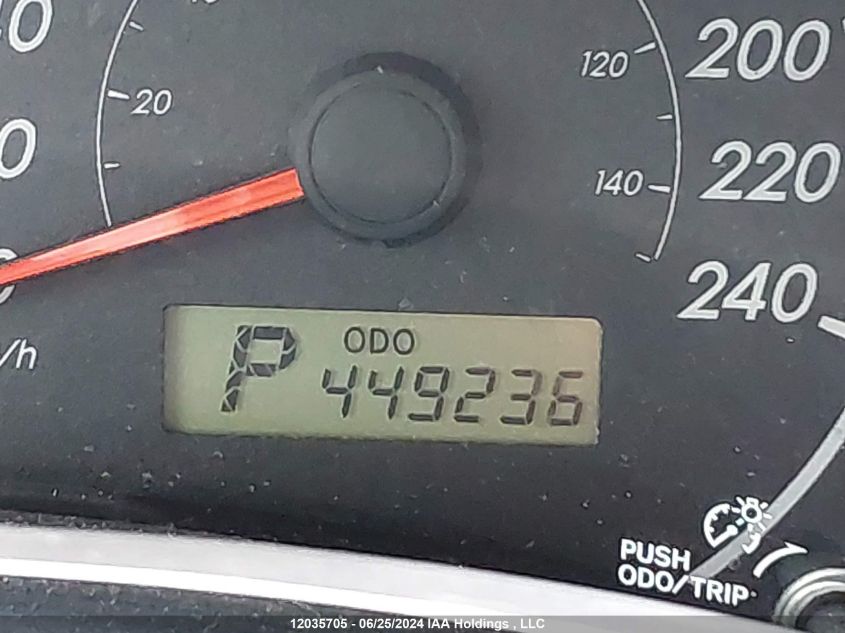 200
120
20
220
140
240
/h
P ODO
449236
PUSH
ODO/TRIP
12035705 - 06/25/2024 IAA Holdings , LLC